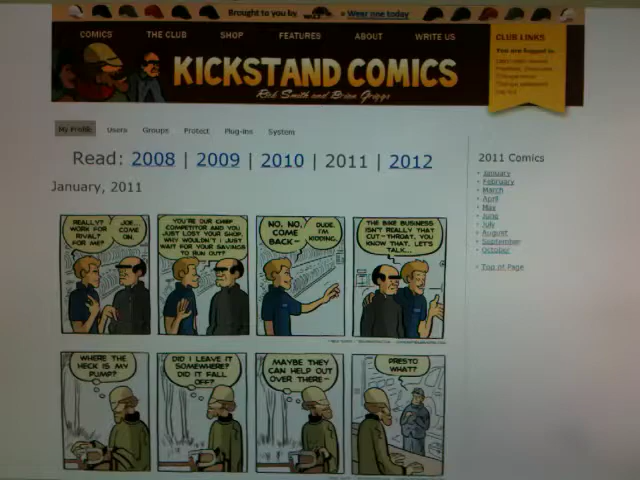 Brought to you by
» Wear one today
COMICS THE CLUB SHOP FEATURES ABOUT WRITE US
CLUB LINKS
You are logged in
KICKSTAND COMICS
Rick Smith and Brian Griggs
My Profile Users Groups Protect Plug-Ins System
Read: 2008 | 2009 | 2010 | 2011 | 2012
January, 2011
REALLY?
WORK FOR
RIVAL?
FOR ME?
JOE...
COME
ON.
YOU'RE OUR CHIEF
COMPETITOR AND YOU
JUST LOST YOUR SHOP.
WHY WOULDN'T I JUST
WAIT FOR YOUR SAVINGS
TO RUN OUT?
NO, NO,
COME
BACK-
DUDE.
I'M
KIDDING.
THE BIKE BUSINESS
ISN'T REALLY THAT
CUT-THROAT, YOU
KNOW THAT. LET'S
TALK...
WHERE THE
HECK IS MY
PUMP?
DID I LEAVE IT
SOMEWHERE?
DID IT FALL
OFF?
MAYBE THEY
CAN HELP OUT
OVER THERE-
PRESTO
WHAT?
2011 Comics
• January
• February
• March
• April
• May
• June
• July
• August
• September
• October
• Top of Page